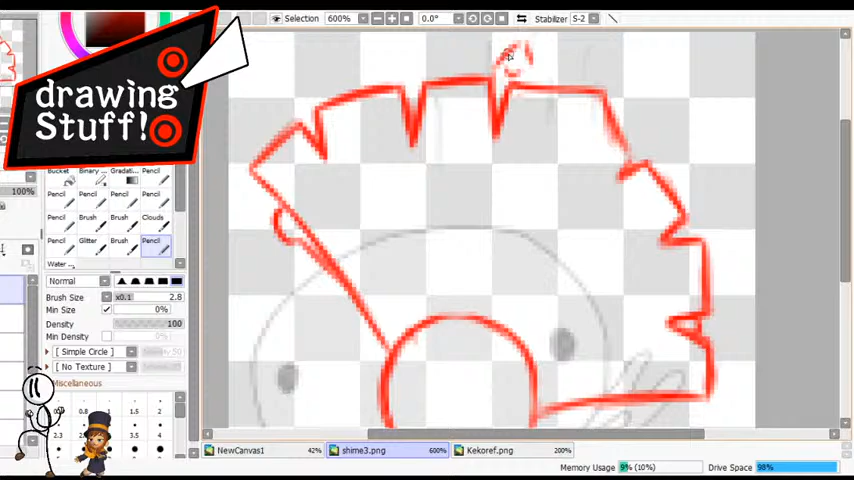 Selection 600% 0.0° Stabilizer S-2
drawing
Stuff!
100%
Bucket Binary ... Gradati... Pencil
Pencil Pencil Pencil Pencil
Pencil Brush Brush Clouds
Pencil Glitter Brush Pencil
Water ...
Normal
Brush Size x0.1 2.8
Min Size 0%
Density 100
Min Density
[ Simple Circle ] 50
[ No Texture ]
Miscellaneous
0.8 1 1.5 2
2.3 3.5 4
NewCanvas1 42% shime3.png 600% Kekoref.png 200%
Memory Usage 9% (10%) Drive Space 98%